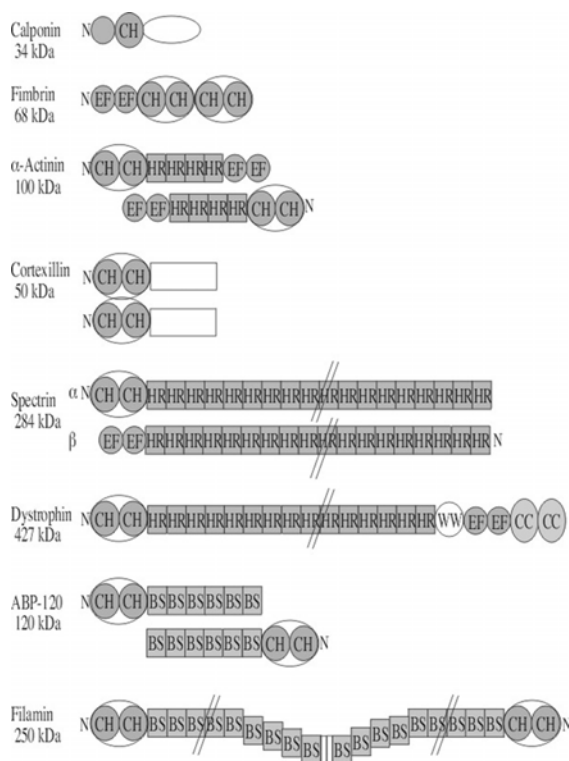 Calponin N CH
34 kDa
Fimbrin N EF EF CH CH CH CH
68 kDa
α-Actinin N CH CH HR HR HR HR EF EF
100 kDa EF EF HR HR HR HR CH CH N
Cortexillin N CH CH
50 kDa
N CH CH
Spectrin α N CH CH HR HR HR HR HR HR HR HR HR HR HR HR HR HR HR HR HR HR
284 kDa
β EF EF HR HR HR HR HR HR HR HR HR HR HR HR HR HR HR HR HR HR N
Dystrophin N CH CH HR HR HR HR HR HR HR HR HR HR HR HR HR HR HR WW EF EF CC CC
427 kDa
ABP-120 N CH CH BS BS BS BS BS BS
120 kDa
BS BS BS BS BS BS CH CH N
Filamin N CH CH BS BS BS BS BS BS BS BS BS BS BS BS BS BS BS BS BS BS CH CH N
250 kDa